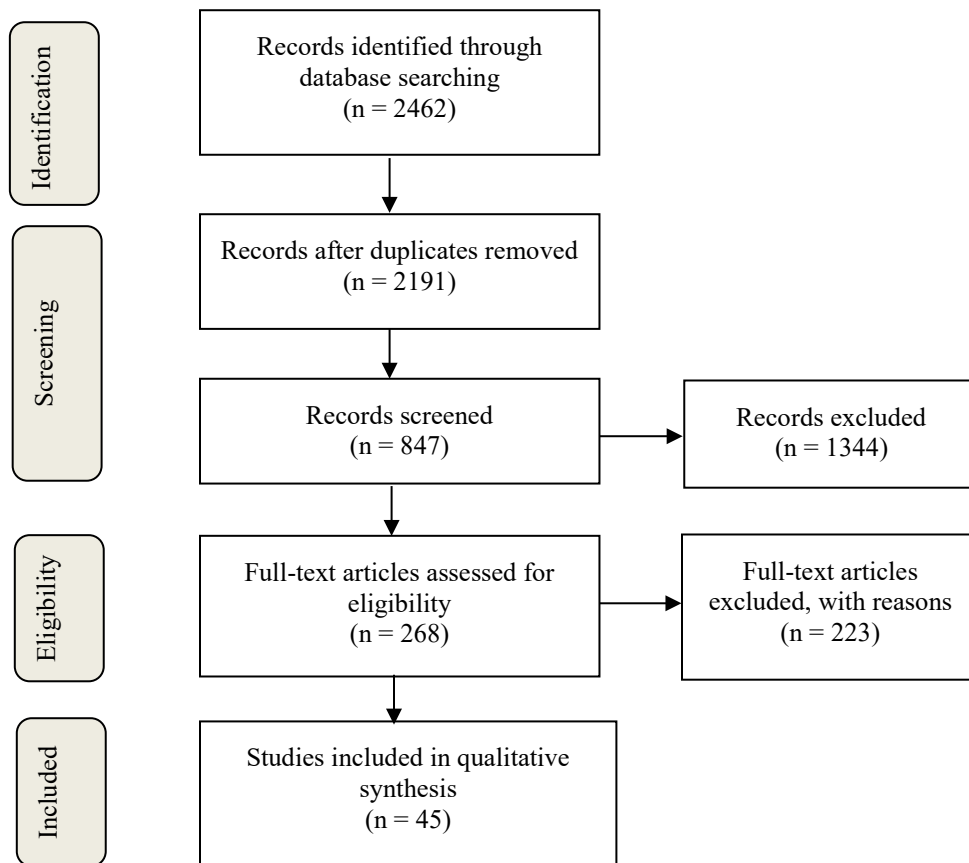 Identification
Records identified through
database searching
(n = 2462)
Screening
Records after duplicates removed
(n = 2191)
Records screened
(n = 847)
Records excluded
(n = 1344)
Eligibility
Full-text articles assessed for
eligibility
(n = 268)
Full-text articles
excluded, with reasons
(n = 223)
Included
Studies included in qualitative
synthesis
(n = 45)